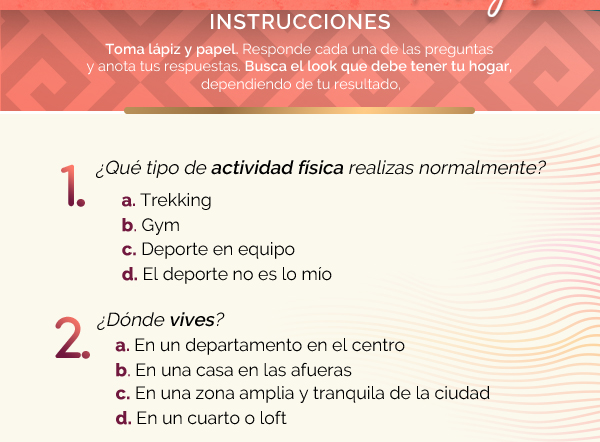 INSTRUCCIONES
Toma lápiz y papel. Responde cada una de las preguntas
y anota tus respuestas. Busca el look que debe tener tu hogar,
dependiendo de tu resultado.
1. ¿Qué tipo de actividad física realizas normalmente?
a. Trekking
b. Gym
c. Deporte en equipo
d. El deporte no es lo mío
2. ¿Dónde vives?
a. En un departamento en el centro
b. En una casa en las afueras
c. En una zona amplia y tranquila de la ciudad
d. En un cuarto o loft